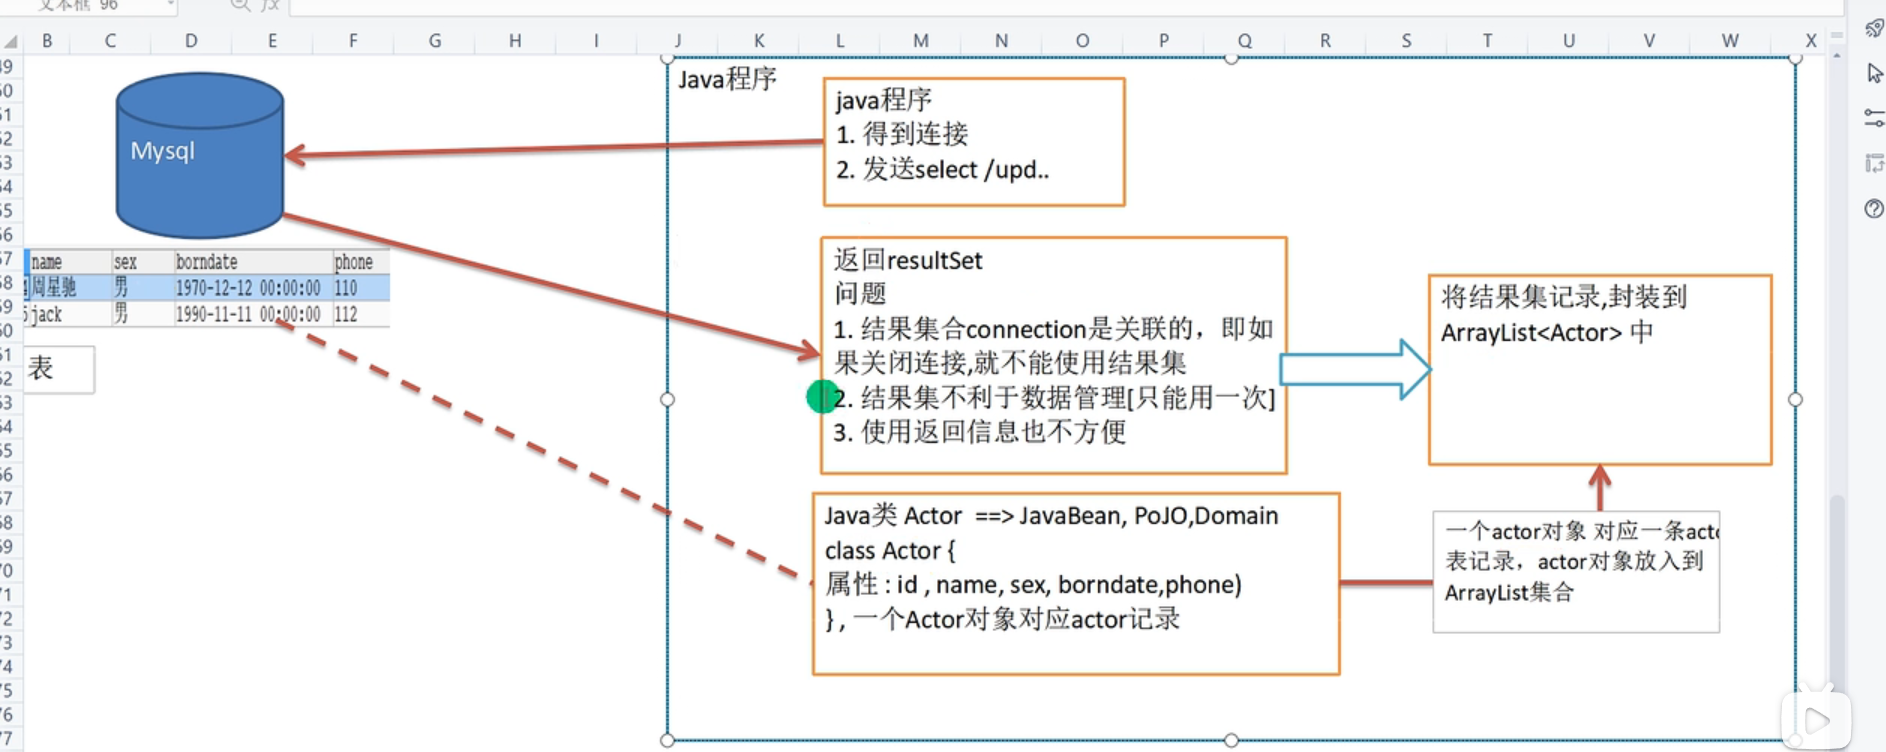 文本框 96
fx
B C D E F G H I J K L M N O P Q R S T U V W X
Java程序
java程序
1. 得到连接
2. 发送select /upd..
Mysql
name sex borndate phone
周星驰 男 1970-12-12 00:00:00 110
jack 男 1990-11-11 00:00:00 112
表
返回resultSet
问题
1. 结果集合connection是关联的，即如
果关闭连接,就不能使用结果集
2. 结果集不利于数据管理[只能用一次]
3. 使用返回信息也不方便
将结果集记录,封装到
ArrayList<Actor> 中
Java类 Actor ==> JavaBean, PoJO,Domain
class Actor {
属性 : id , name, sex, borndate,phone)
} , 一个Actor对象对应actor记录
一个actor对象 对应一条acto
表记录，actor对象放入到
ArrayList集合